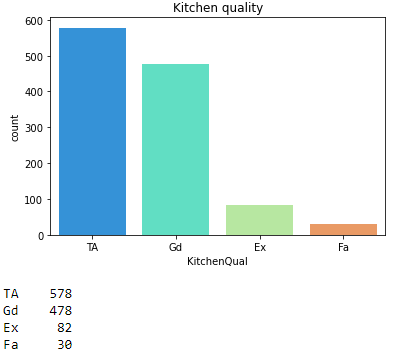 Kitchen quality
600
500
400
300
200
100
0
count
TA Gd Ex Fa
KitchenQual
TA 578
Gd 478
Ex 82
Fa 30